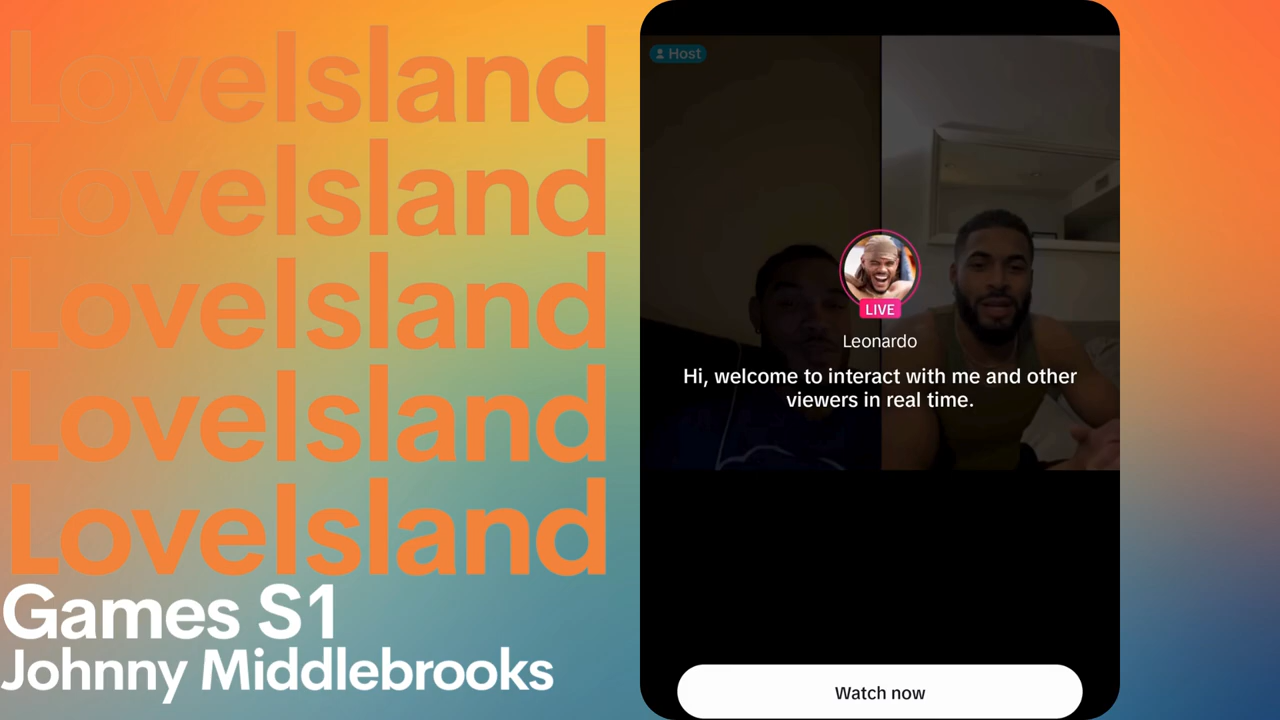 LoveIsland
LoveIsland
LoveIsland
LoveIsland
LoveIsland
Games S1
Johnny Middlebrooks
Host
LIVE
Leonardo
Hi, welcome to interact with me and other
viewers in real time.
Watch now